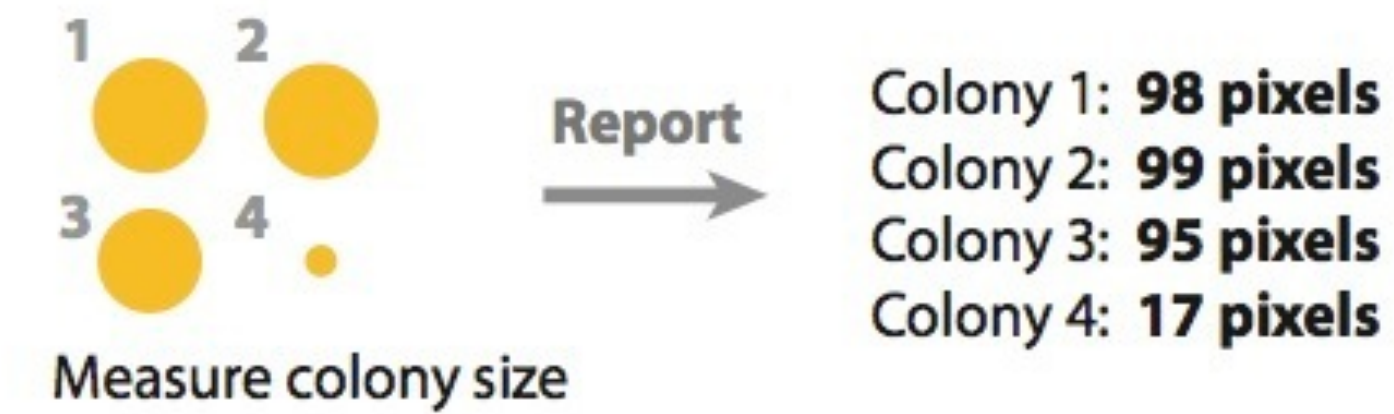 1 2
3 4
Measure colony size
Report
Colony 1: 98 pixels
Colony 2: 99 pixels
Colony 3: 95 pixels
Colony 4: 17 pixels